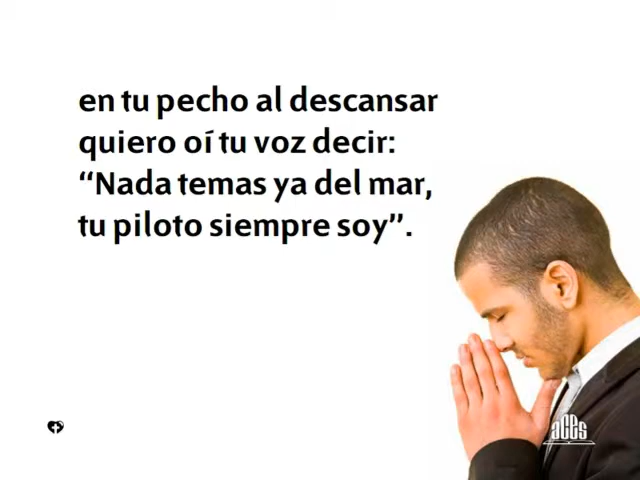 en tu pecho al descansar
quiero oí tu voz decir:
“Nada temas ya del mar,
tu piloto siempre soy”.
aces